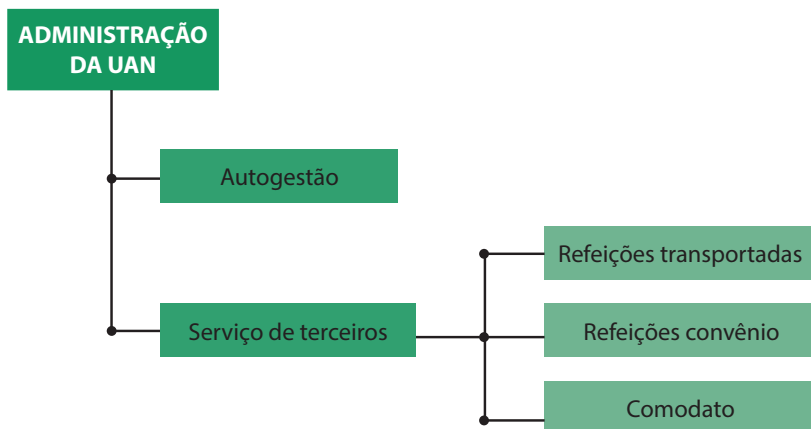 ADMINISTRAÇÃO
DA UAN
Autogestão
Refeições transportadas
Serviço de terceiros
Refeições convênio
Comodato